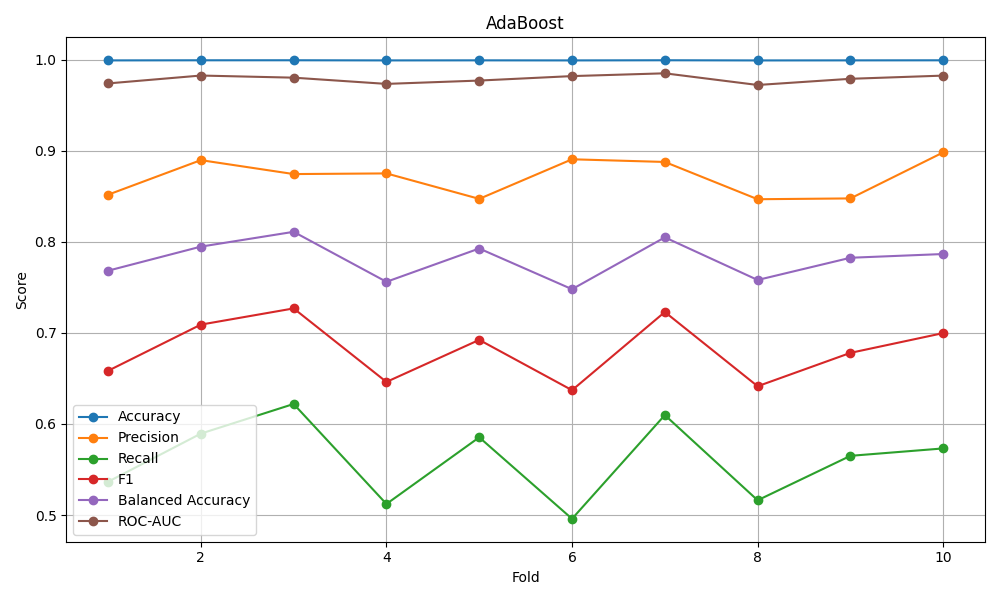 AdaBoost
1.0
0.9
0.8
0.7
0.6
0.5
Score
Accuracy
Precision
Recall
F1
Balanced Accuracy
ROC-AUC
2
4
6
8
10
Fold